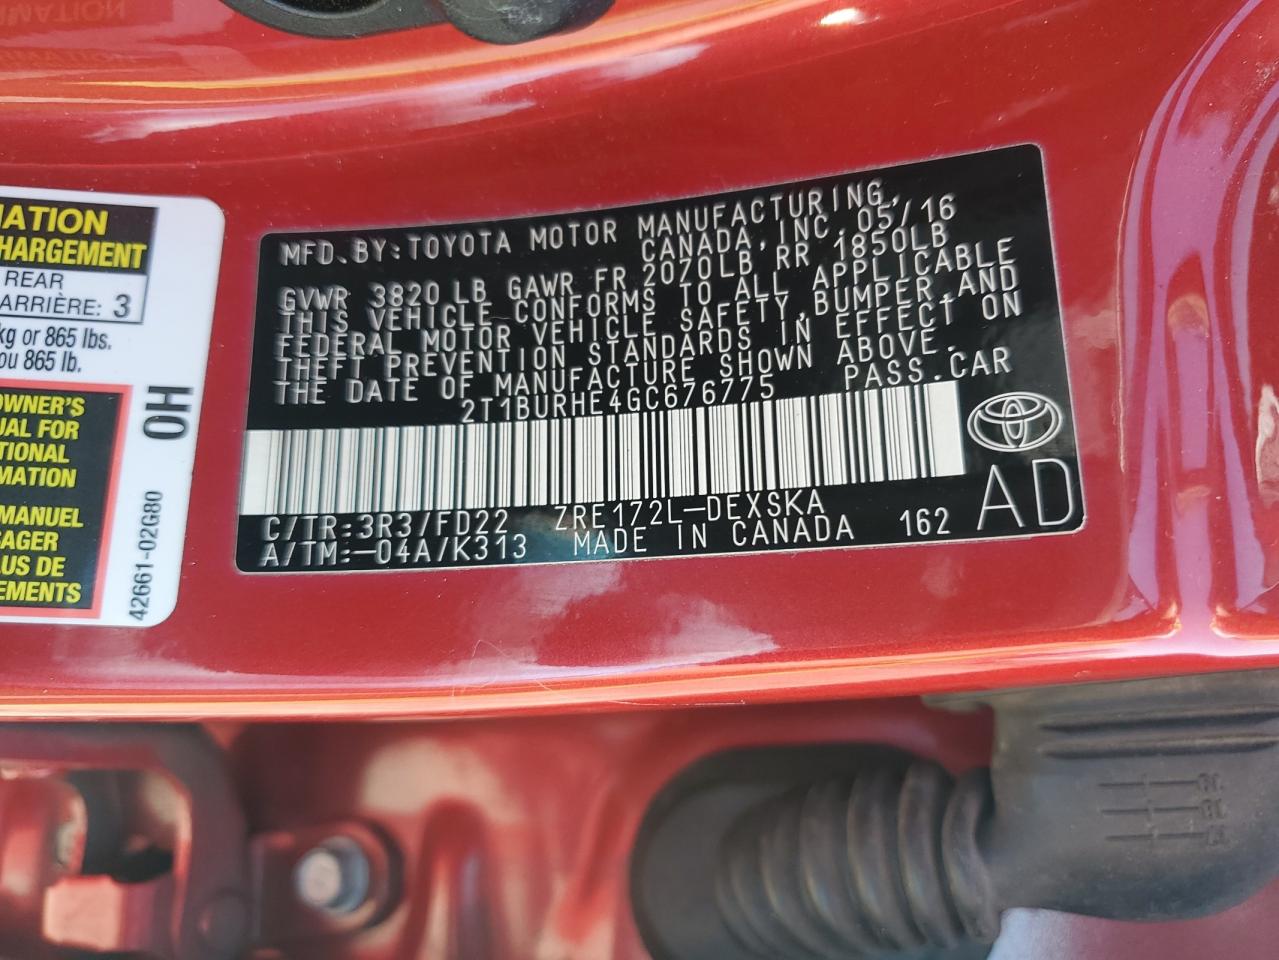 MATION
HARGEMENT
REAR
ARRIÈRE: 3
kg or 865 lbs.
ou 865 lb.
OWNER'S
UAL FOR
TIONAL
MATION
MANUEL
AGER
LUS DE
EMENTS
OH
42661-02G80
MFD.BY:TOYOTA MOTOR MANUFACTURING,
CANADA, INC.05/16
GVWR 3820 LB GAWR FR 2070LB RR 1850LB
THIS VEHICLE CONFORMS TO ALL APPLICABLE
FEDERAL MOTOR VEHICLE SAFETY,BUMPER,AND
THEFT PREVENTION STANDARDS IN EFFECT ON
THE DATE OF MANUFACTURE SHOWN ABOVE.
2T1BURHE4GC676775 PASS.CAR
C/TR:3R3/FD22 ZRE172L-DEXSKA
A/TM:-04A/K313 MADE IN CANADA 162 AD